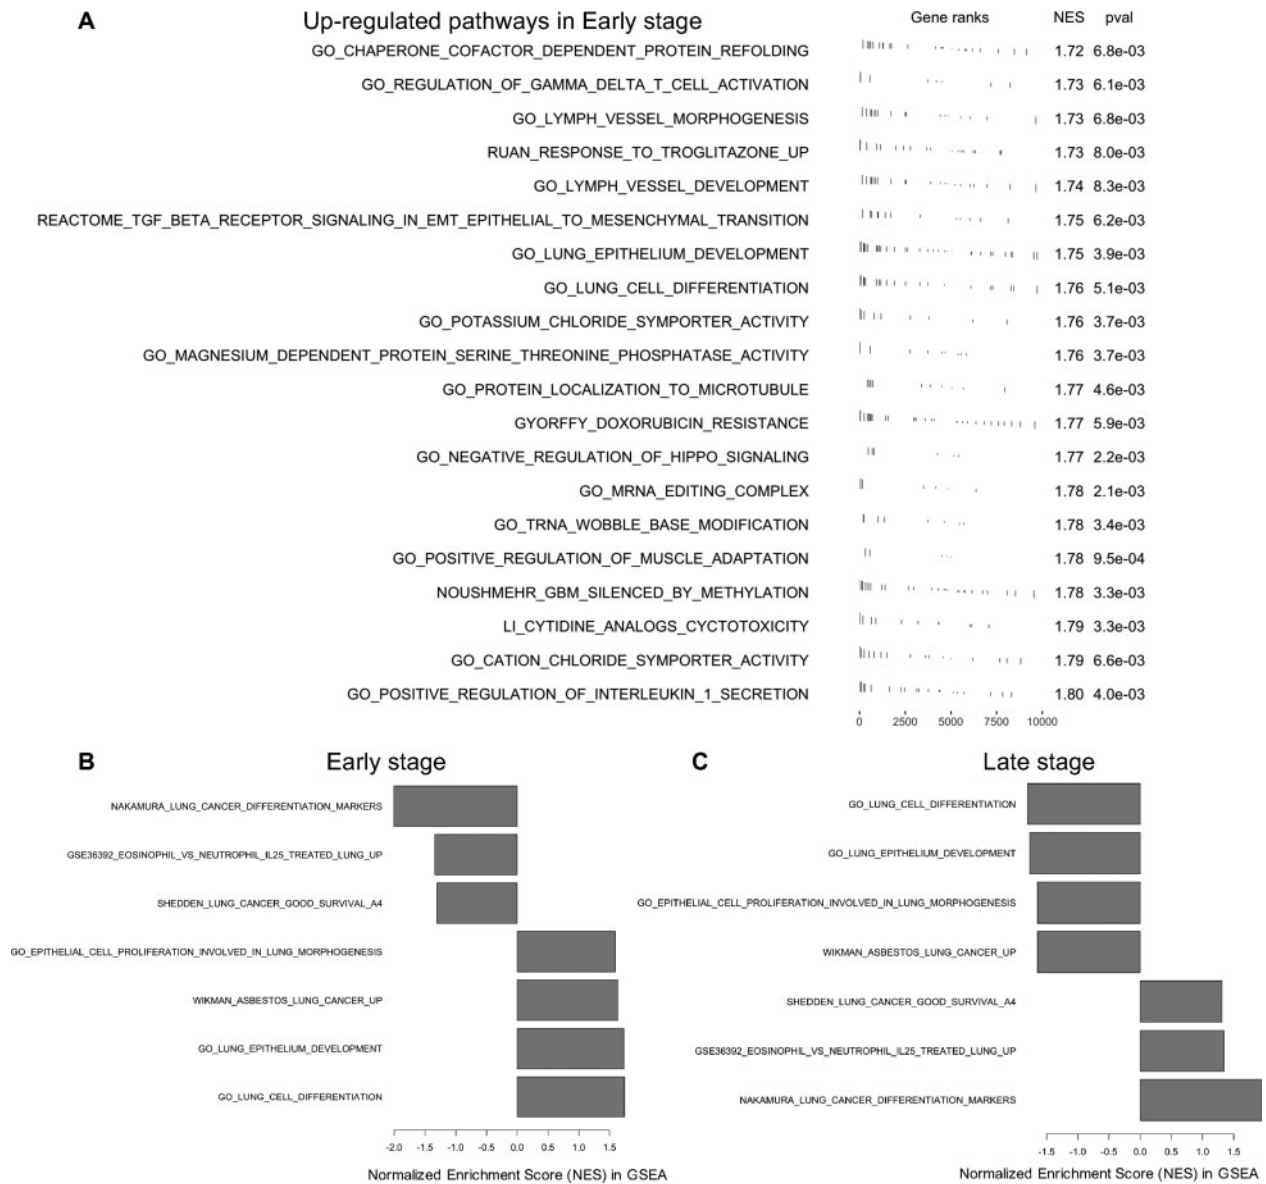 A Up-regulated pathways in Early stage Gene ranks NES pval
GO_CHAPERONE_COFACTOR_DEPENDENT_PROTEIN_REFOLDING 1.72 6.8e-03
GO_REGULATION_OF_GAMMA_DELTA_T_CELL_ACTIVATION 1.73 6.1e-03
GO_LYMPH_VESSEL_MORPHOGENESIS 1.73 6.8e-03
RUAN_RESPONSE_TO_TROGLITAZONE_UP 1.73 8.0e-03
GO_LYMPH_VESSEL_DEVELOPMENT 1.74 8.3e-03
REACTOME_TGF_BETA_RECEPTOR_SIGNALING_IN_EMT_EPITHELIAL_TO_MESENCHYMAL_TRANSITION 1.75 6.2e-03
GO_LUNG_EPITHELIUM_DEVELOPMENT 1.75 3.9e-03
GO_LUNG_CELL_DIFFERENTIATION 1.76 5.1e-03
GO_POTASSIUM_CHLORIDE_SYMPORTER_ACTIVITY 1.76 3.7e-03
GO_MAGNESIUM_DEPENDENT_PROTEIN_SERINE_THREONINE_PHOSPHATASE_ACTIVITY 1.76 3.7e-03
GO_PROTEIN_LOCALIZATION_TO_MICROTUBULE 1.77 4.6e-03
GYORFFY_DOXORUBICIN_RESISTANCE 1.77 5.9e-03
GO_NEGATIVE_REGULATION_OF_HIPPO_SIGNALING 1.77 2.2e-03
GO_MRNA_EDITING_COMPLEX 1.78 2.1e-03
GO_TRNA_WOBBLE_BASE_MODIFICATION 1.78 3.4e-03
GO_POSITIVE_REGULATION_OF_MUSCLE_ADAPTATION 1.78 9.5e-04
NOUSHMEHR_GBM_SILENCED_BY_METHYLATION 1.78 3.3e-03
LI_CYTIDINE_ANALOGS_CYCTOTOXICITY 1.79 3.3e-03
GO_CATION_CHLORIDE_SYMPORTER_ACTIVITY 1.79 6.6e-03
GO_POSITIVE_REGULATION_OF_INTERLEUKIN_1_SECRETION 1.80 4.0e-03
0 2500 5000 7500 10000
B Early stage
NAKAMURA_LUNG_CANCER_DIFFERENTIATION_MARKERS
GSE36392_EOSINOPHIL_VS_NEUTROPHIL_IL25_TREATED_LUNG_UP
SHEDDEN_LUNG_CANCER_GOOD_SURVIVAL_A4
GO_EPITHELIAL_CELL_PROLIFERATION_INVOLVED_IN_LUNG_MORPHOGENESIS
WIKMAN_ASBESTOS_LUNG_CANCER_UP
GO_LUNG_EPITHELIUM_DEVELOPMENT
GO_LUNG_CELL_DIFFERENTIATION
-2.0 -1.5 -1.0 -0.5 0.0 0.5 1.0 1.5
Normalized Enrichment Score (NES) in GSEA
C Late stage
GO_LUNG_CELL_DIFFERENTIATION
GO_LUNG_EPITHELIUM_DEVELOPMENT
GO_EPITHELIAL_CELL_PROLIFERATION_INVOLVED_IN_LUNG_MORPHOGENESIS
WIKMAN_ASBESTOS_LUNG_CANCER_UP
SHEDDEN_LUNG_CANCER_GOOD_SURVIVAL_A4
GSE36392_EOSINOPHIL_VS_NEUTROPHIL_IL25_TREATED_LUNG_UP
NAKAMURA_LUNG_CANCER_DIFFERENTIATION_MARKERS
-1.5 -1.0 -0.5 0.0 0.5 1.0 1.5
Normalized Enrichment Score (NES) in GSEA